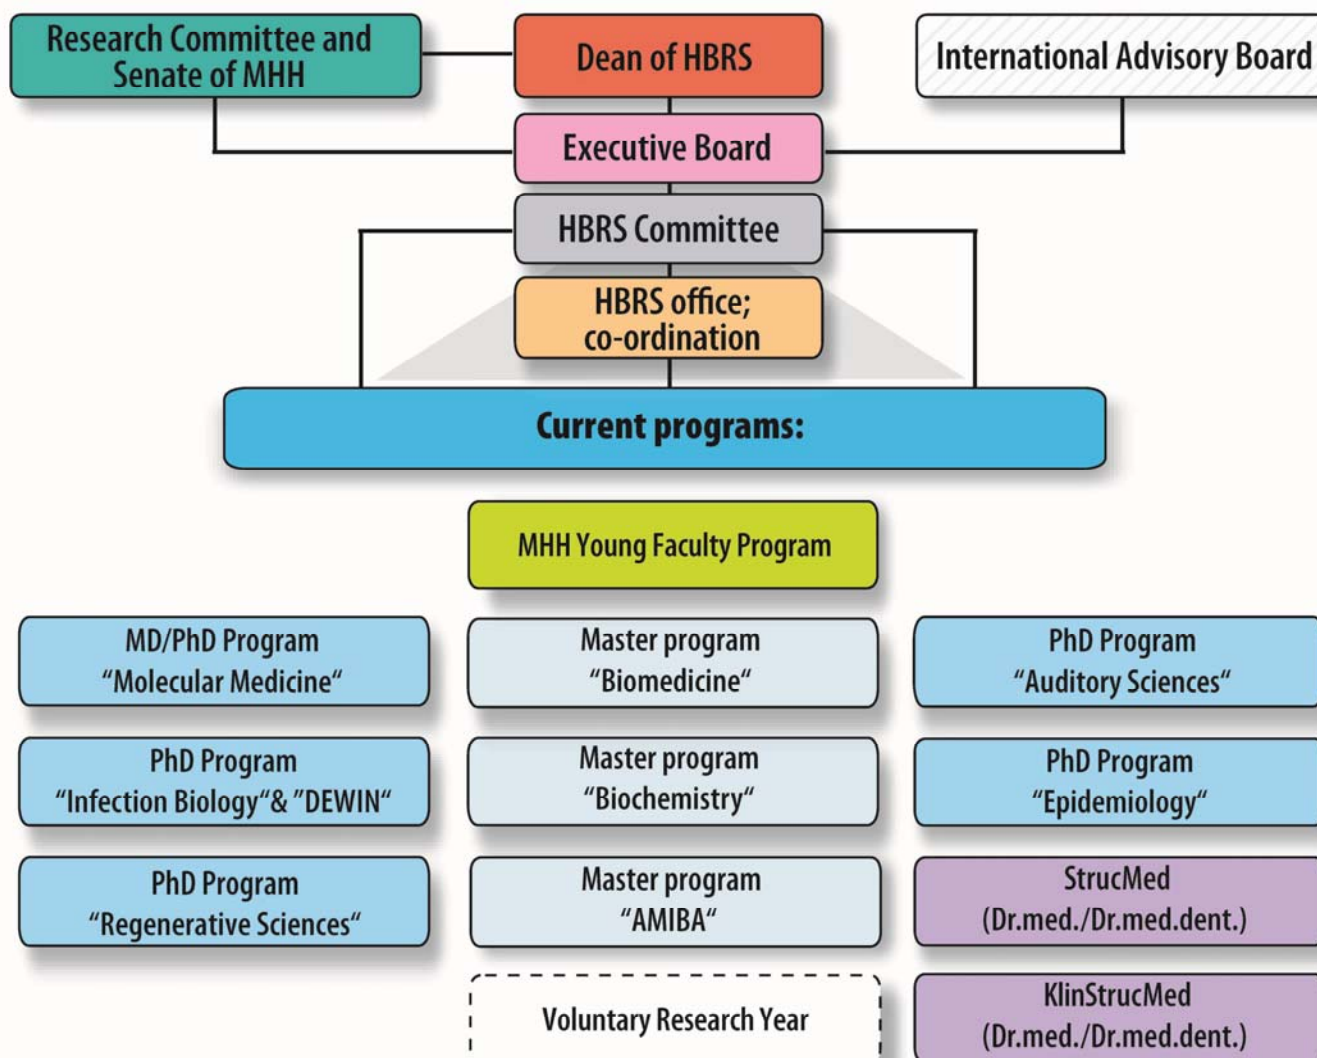 Research Committee and
Senate of MHH
Dean of HBRS
International Advisory Board
Executive Board
HBRS Committee
HBRS office;
co-ordination
Current programs:
MHH Young Faculty Program
MD/PhD Program
“Molecular Medicine“
Master program
“Biomedicine“
PhD Program
“Auditory Sciences“
PhD Program
“Infection Biology“& ”DEWIN“
Master program
“Biochemistry“
PhD Program
“Epidemiology“
PhD Program
“Regenerative Sciences“
Master program
“AMIBA“
StrucMed
(Dr.med./Dr.med.dent.)
Voluntary Research Year
KlinStrucMed
(Dr.med./Dr.med.dent.)